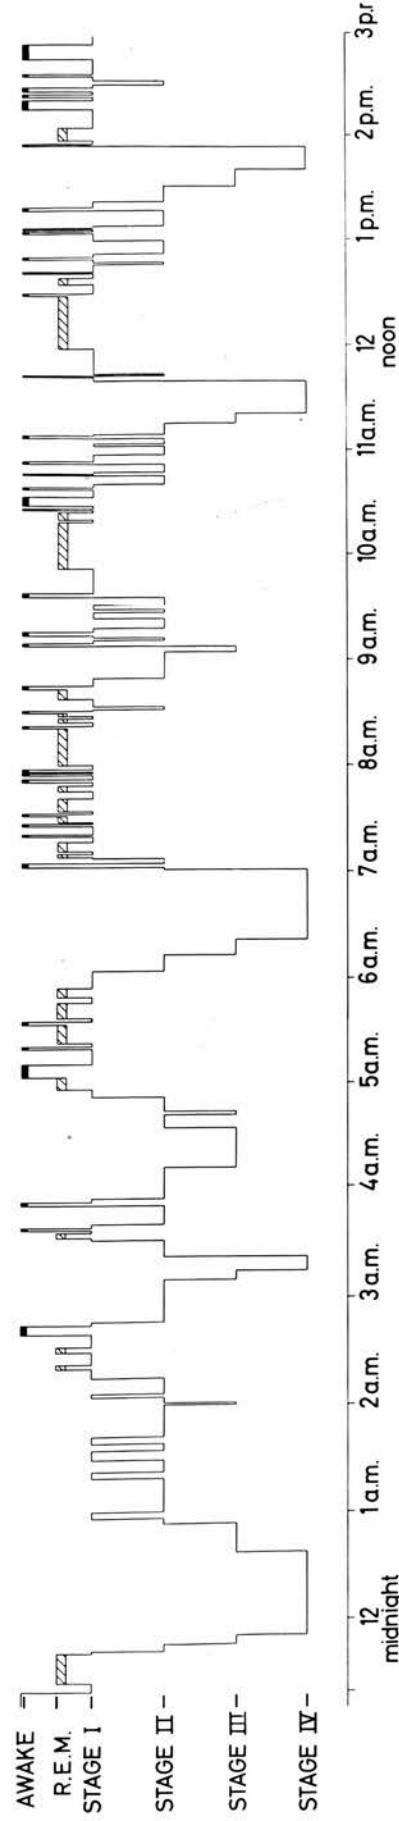 AWAKE
R.E.M.
STAGE I
STAGE II
STAGE III
STAGE IV
12
midnight
1 a.m.
2 a.m.
3 a.m.
4 a.m.
5 a.m.
6 a.m.
7 a.m.
8 a.m.
9 a.m.
10 a.m.
11 a.m.
12
noon
1 p.m.
2 p.m.
3 p.r